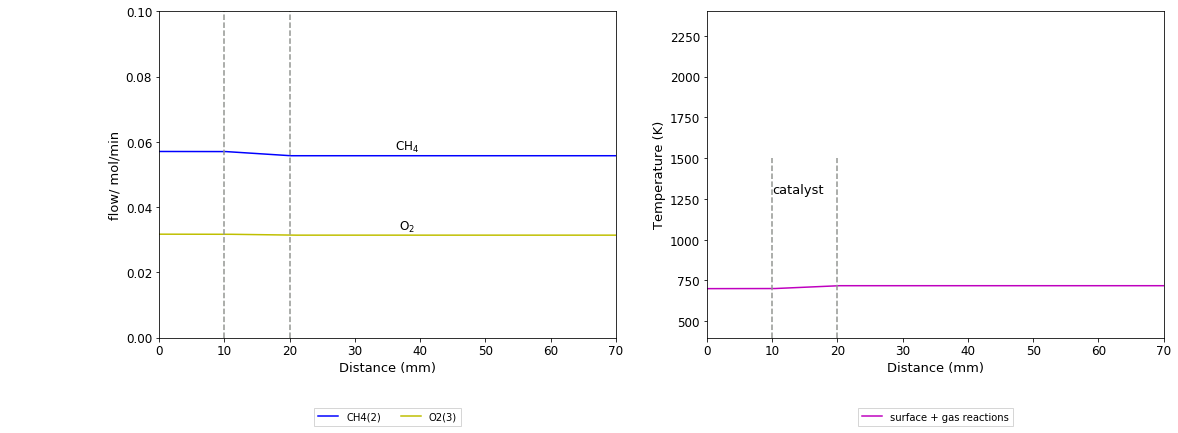 0.10
0.08
0.06
0.04
0.02
0.00
flow/ mol/min
CH₄
O₂
0 10 20 30 40 50 60 70
Distance (mm)
CH4(2) O2(3)
2250
2000
1750
1500
1250
1000
750
500
Temperature (K)
catalyst
0 10 20 30 40 50 60 70
Distance (mm)
surface + gas reactions